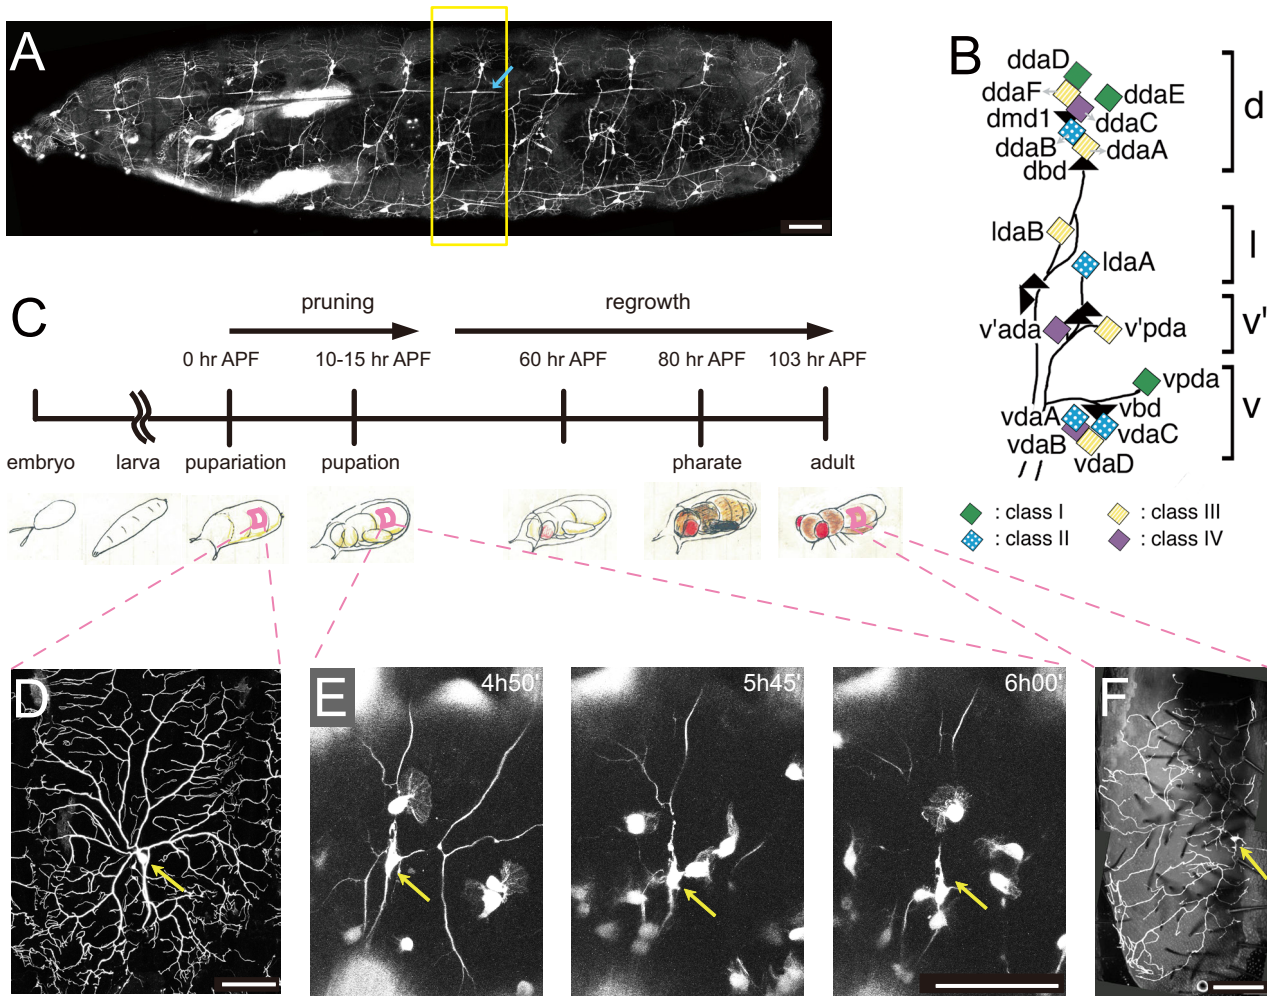 A
B
ddaD
ddaF
ddaE
dmd1
ddaC
ddaB
ddaA
dbd
d
ldaB
ldaA
l
v'ada
v'pda
v'
vpda
vdaA
vbd
vdaC
vdaB
vdaD
v
: class I
: class III
: class II
: class IV
C
pruning
regrowth
0 hr APF
10-15 hr APF
60 hr APF
80 hr APF
103 hr APF
embryo
larva
pupariation
pupation
pharate
adult
D
E
4h50'
5h45'
6h00'
F